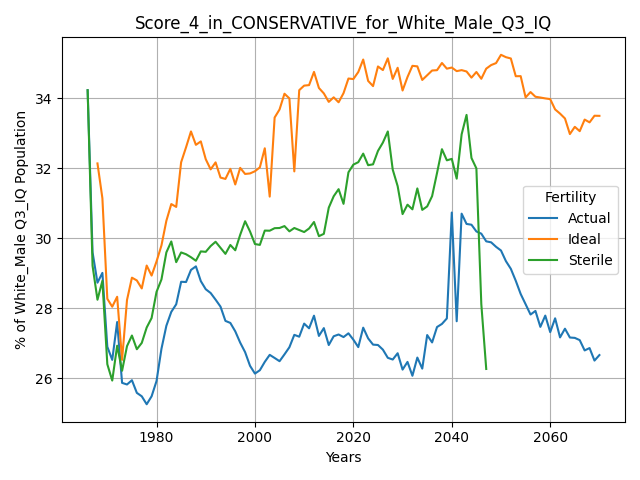 Score_4_in_CONSERVATIVE_for_White_Male_Q3_IQ
% of White_Male Q3_IQ Population
34
32
30
28
26
Fertility
Actual
Ideal
Sterile
1980
2000
2020
2040
2060
Years